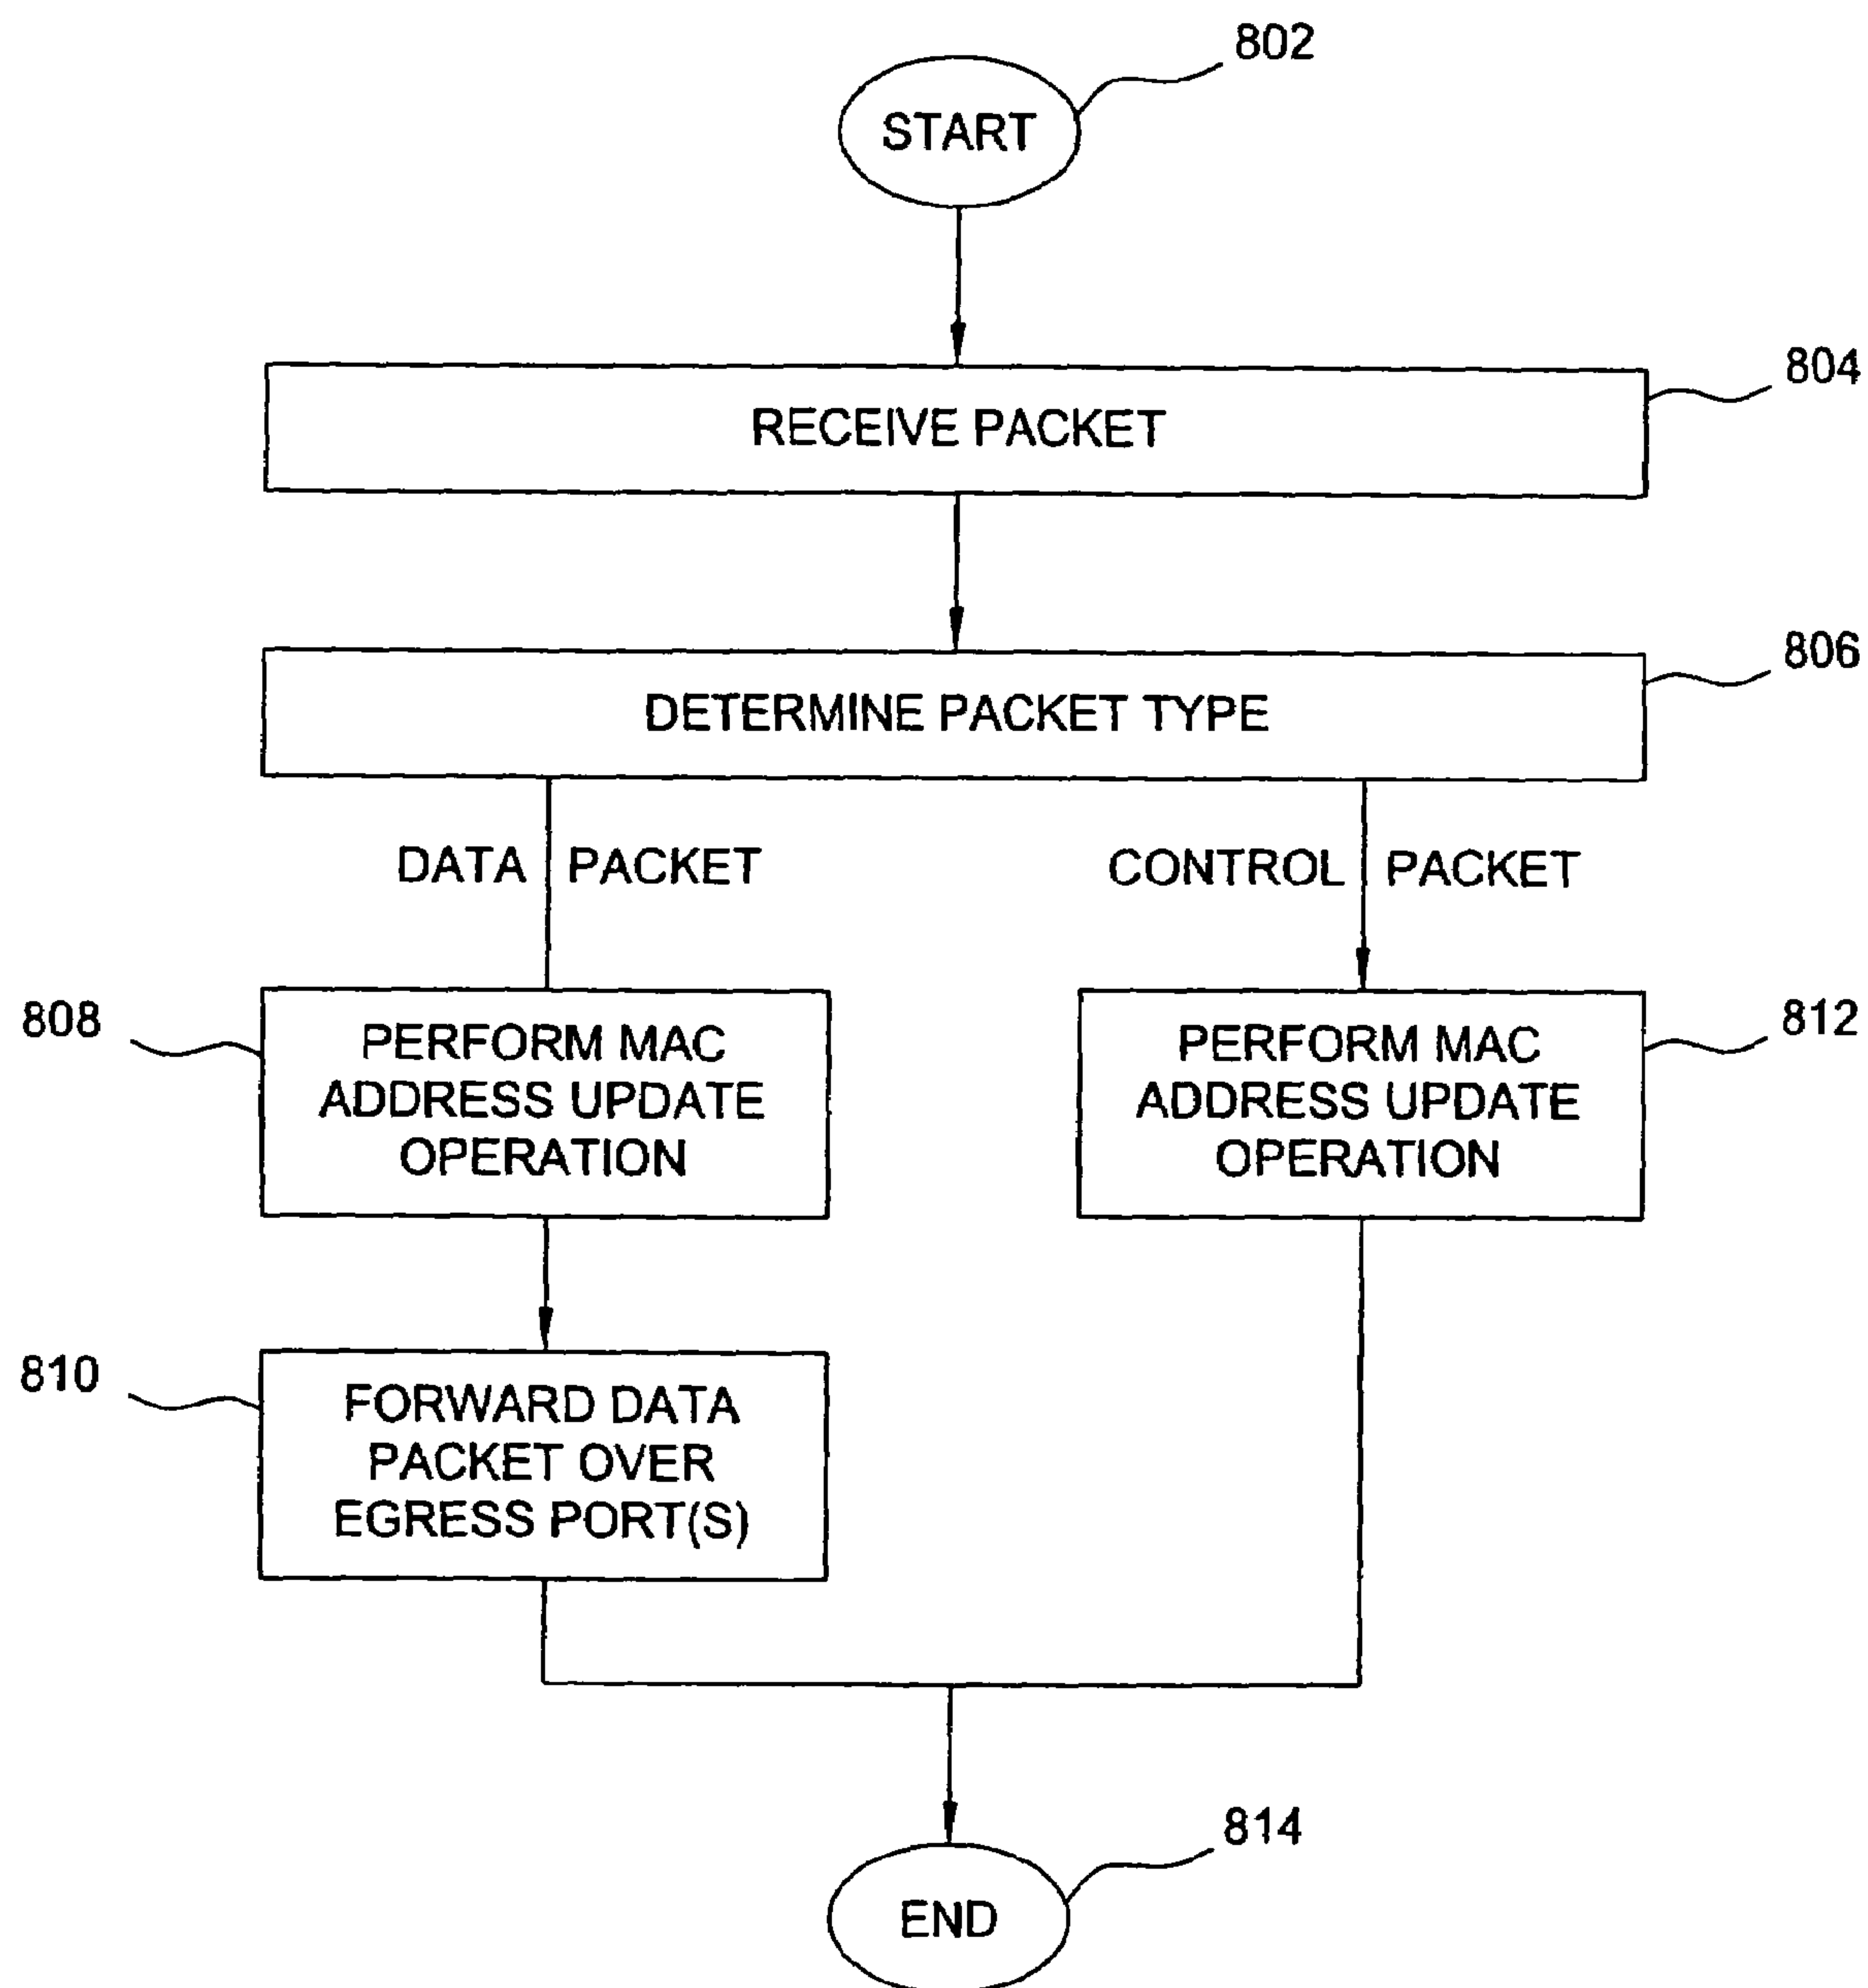 802
START
804
RECEIVE PACKET
806
DETERMINE PACKET TYPE
DATA PACKET
CONTROL PACKET
808
PERFORM MAC
ADDRESS UPDATE
OPERATION
812
PERFORM MAC
ADDRESS UPDATE
OPERATION
810
FORWARD DATA
PACKET OVER
EGRESS PORT(S)
814
END